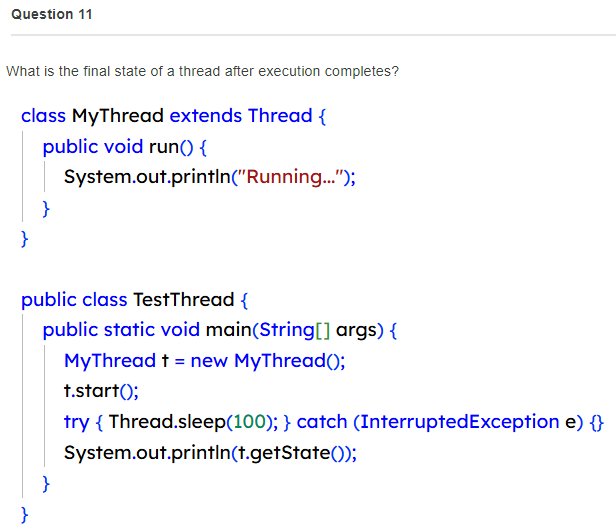 Question 11
What is the final state of a thread after execution completes?
class MyThread extends Thread {
public void run() {
System.out.println("Running...");
}
}
public class TestThread {
public static void main(String[] args) {
MyThread t = new MyThread();
t.start();
try { Thread.sleep(100); } catch (InterruptedException e) {}
System.out.println(t.getState());
}
}